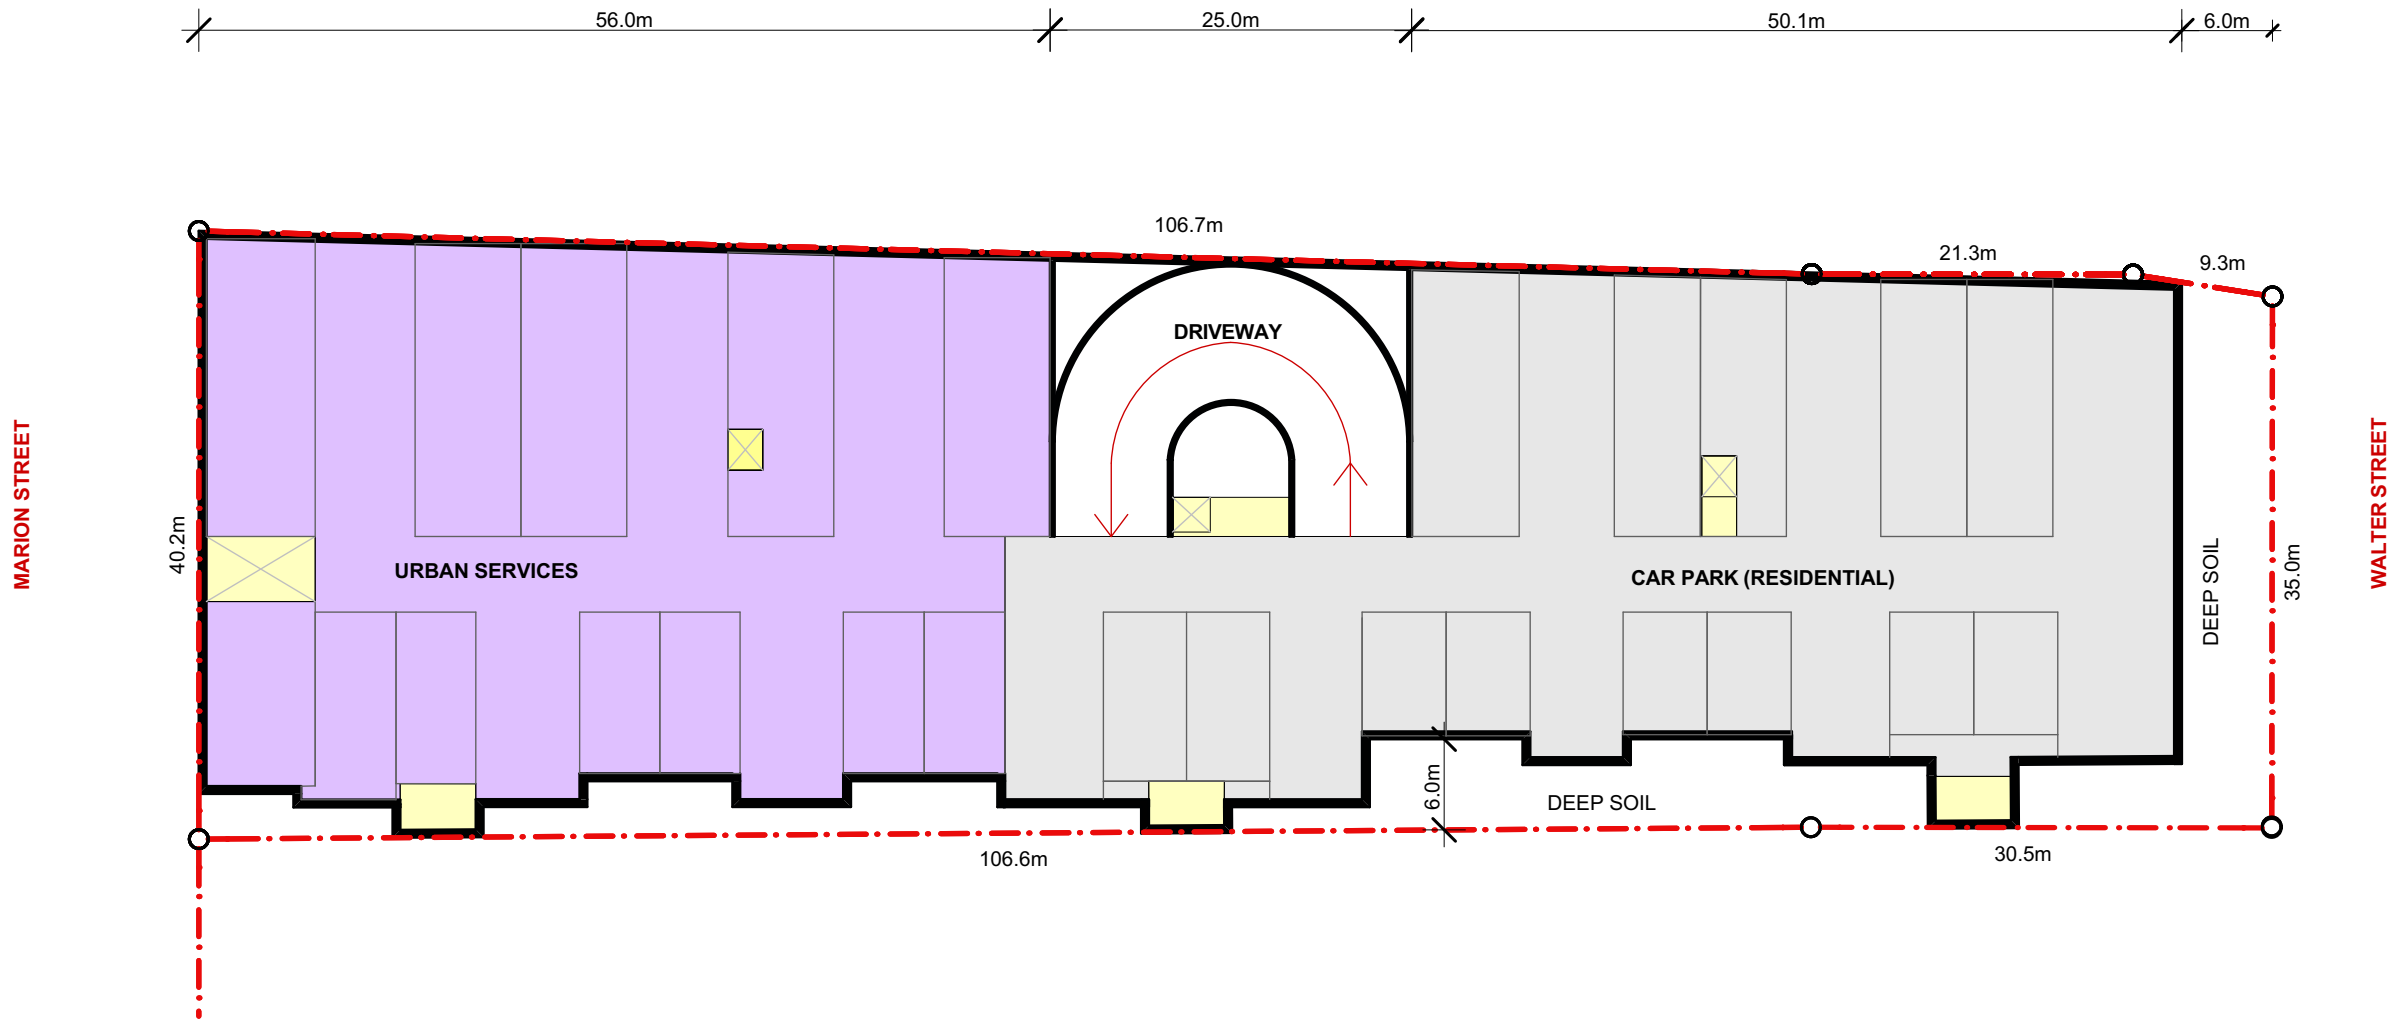 56.0m
25.0m
50.1m
6.0m
106.7m
21.3m
9.3m
DRIVEWAY
MARION STREET
40.2m
URBAN SERVICES
CAR PARK (RESIDENTIAL)
DEEP SOIL
35.0m
WALTER STREET
6.0m
DEEP SOIL
106.6m
30.5m